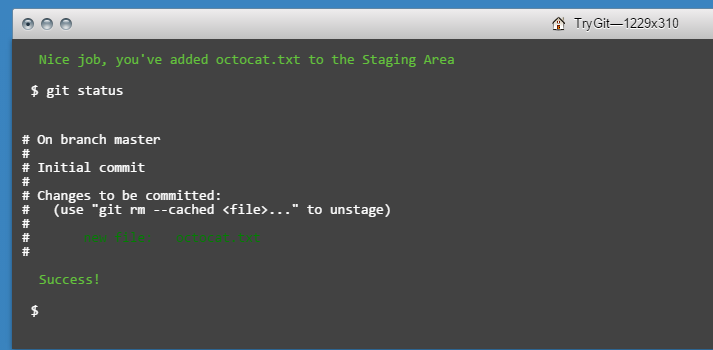 TryGit—1229x310
Nice job, you've added octocat.txt to the Staging Area
$ git status
# On branch master
#
# Initial commit
#
# Changes to be committed:
#   (use "git rm --cached <file>..." to unstage)
#
#       new file:   octocat.txt
#
Success!
$